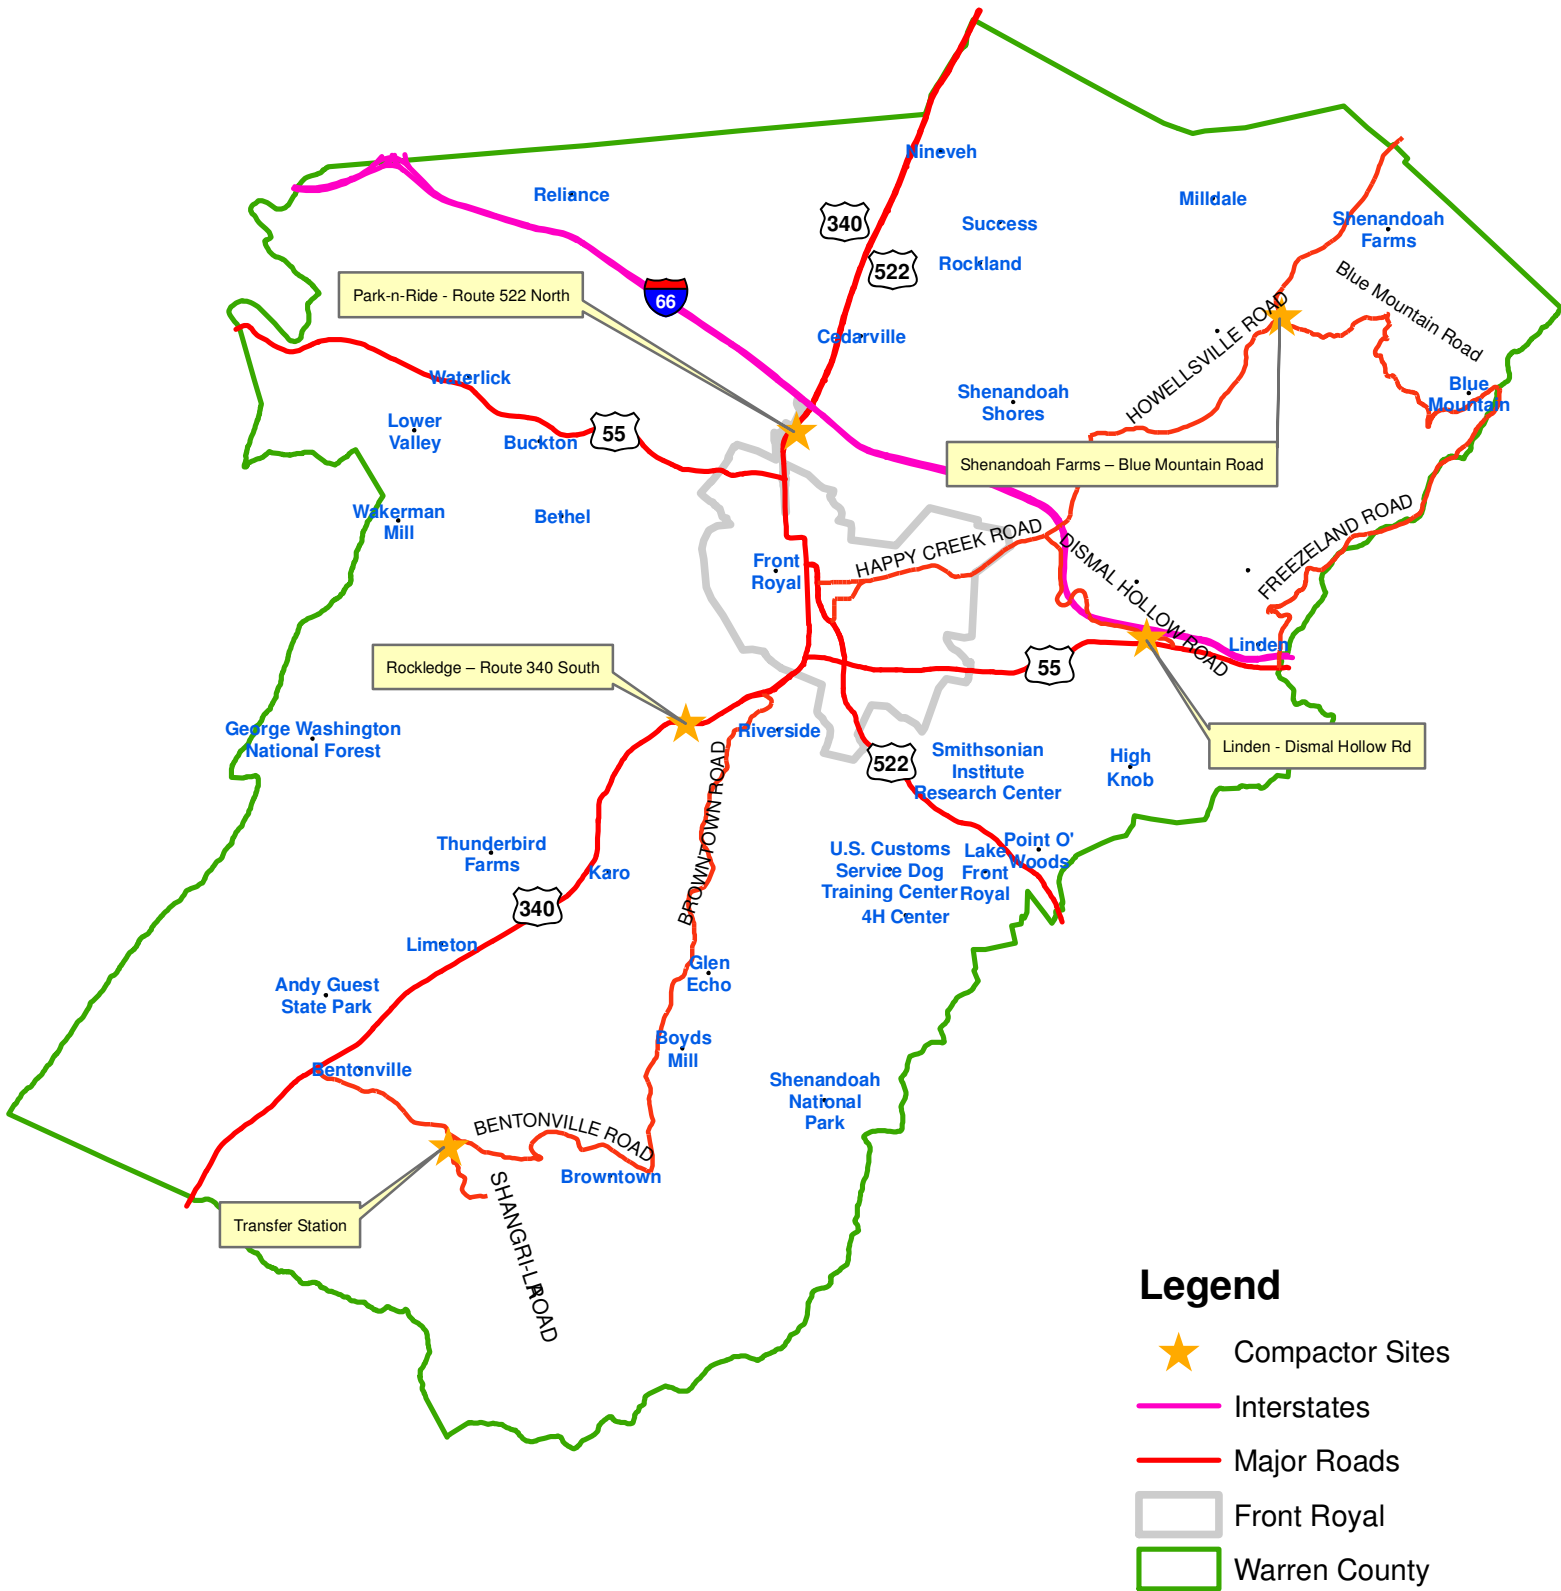 Nineveh
Reliance
Milldale
340
Success
Shenandoah
Farms
522
Rockland
Blue Mountain Road
Park-n-Ride - Route 522 North
66
Cedarville
HOWELLSVILLE ROAD
Waterlick
Blue
Mountain
Shenandoah
Shores
Lower
Valley
55
Buckton
Shenandoah Farms – Blue Mountain Road
Wakerman
Mill
Bethel
FREEZELAND ROAD
HAPPY CREEK ROAD
DISMAL HOLLOW ROAD
Front
Royal
Linden
Rockledge – Route 340 South
55
George Washington
National Forest
Riverside
BROWNTOWN ROAD
522
Smithsonian
Institute
Research Center
High
Knob
Linden - Dismal Hollow Rd
Thunderbird
Farms
Karo
U.S. Customs
Service Dog
Training Center
Lake
Front
Royal
Point O'
Woods
340
4H Center
Limeton
Glen
Echo
Andy Guest
State Park
Boyds
Mill
Bentonville
Shenandoah
National
Park
BENTONVILLE ROAD
Browntown
SHANGRI-LA ROAD
Transfer Station
Legend
Compactor Sites
Interstates
Major Roads
Front Royal
Warren County